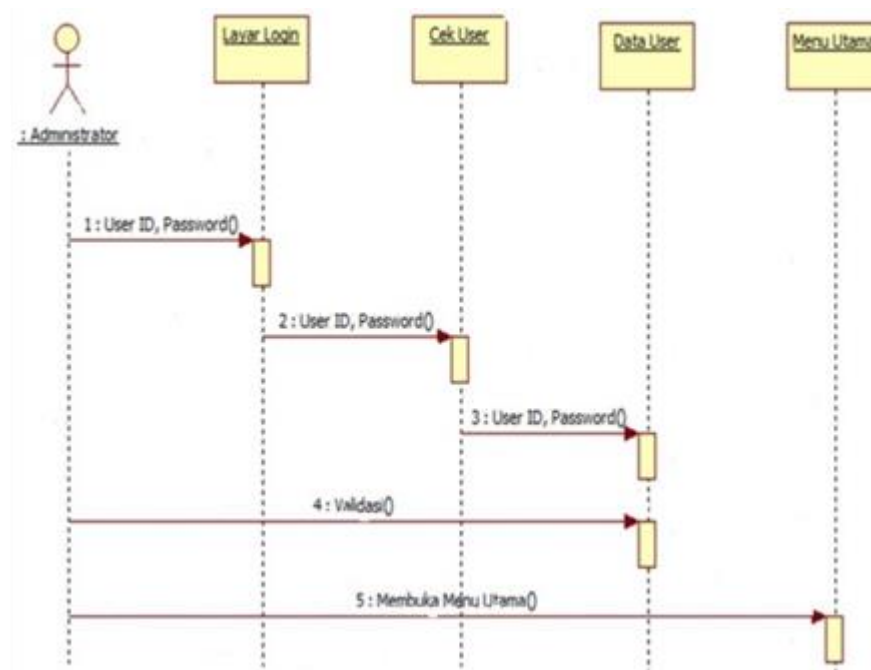 Layar Login
Cek User
Data User
Menu Utama
: Administrator
1 : User ID, Password()
2 : User ID, Password()
3 : User ID, Password()
4 : Validasi()
5 : Membuka Menu Utama()